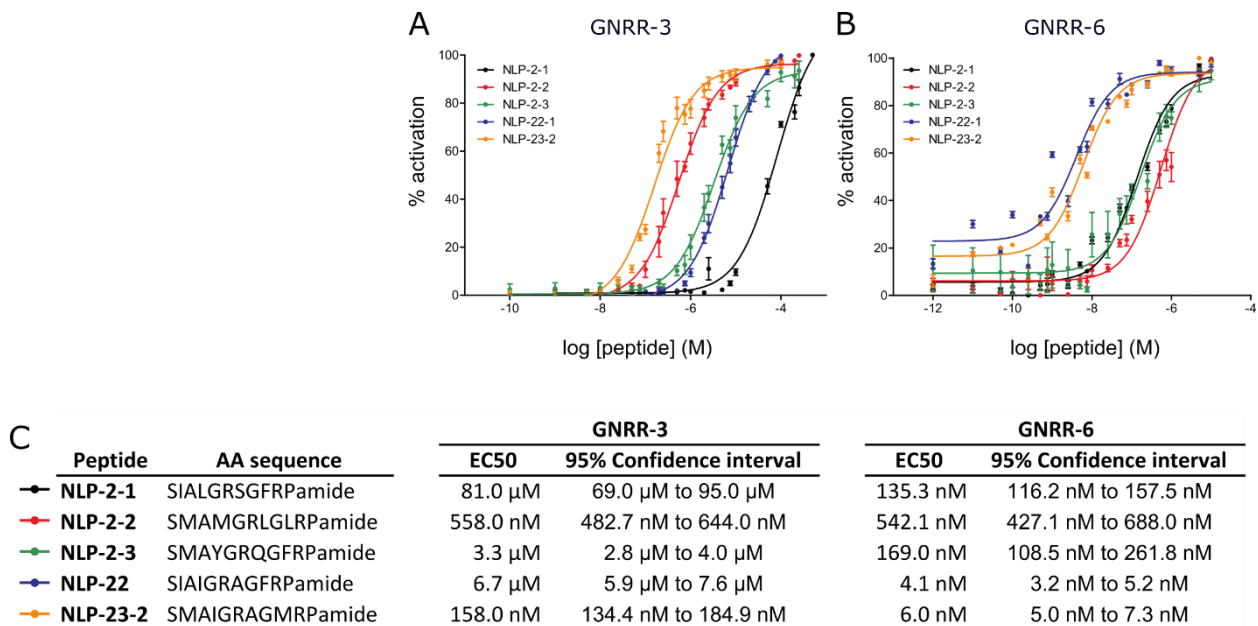 A
GNRR-3
% activation
100
80
60
40
20
0
NLP-2-1
NLP-2-2
NLP-2-3
NLP-22-1
NLP-23-2
-10
-8
-6
-4
log [peptide] (M)
B
GNRR-6
% activation
100
80
60
40
20
0
NLP-2-1
NLP-2-2
NLP-2-3
NLP-22-1
NLP-23-2
-12
-10
-8
-6
-4
log [peptide] (M)
C
GNRR-3 GNRR-6
Peptide AA sequence EC50 95% Confidence interval EC50 95% Confidence interval
NLP-2-1 SIALGRSGFRPamide 81.0 µM 69.0 µM to 95.0 µM 135.3 nM 116.2 nM to 157.5 nM
NLP-2-2 SMAMGRLGLRPamide 558.0 nM 482.7 nM to 644.0 nM 542.1 nM 427.1 nM to 688.0 nM
NLP-2-3 SMAYGRQGFRPamide 3.3 µM 2.8 µM to 4.0 µM 169.0 nM 108.5 nM to 261.8 nM
NLP-22 SIAIGRAGFRPamide 6.7 µM 5.9 µM to 7.6 µM 4.1 nM 3.2 nM to 5.2 nM
NLP-23-2 SMAIGRAGMRPamide 158.0 nM 134.4 nM to 184.9 nM 6.0 nM 5.0 nM to 7.3 nM